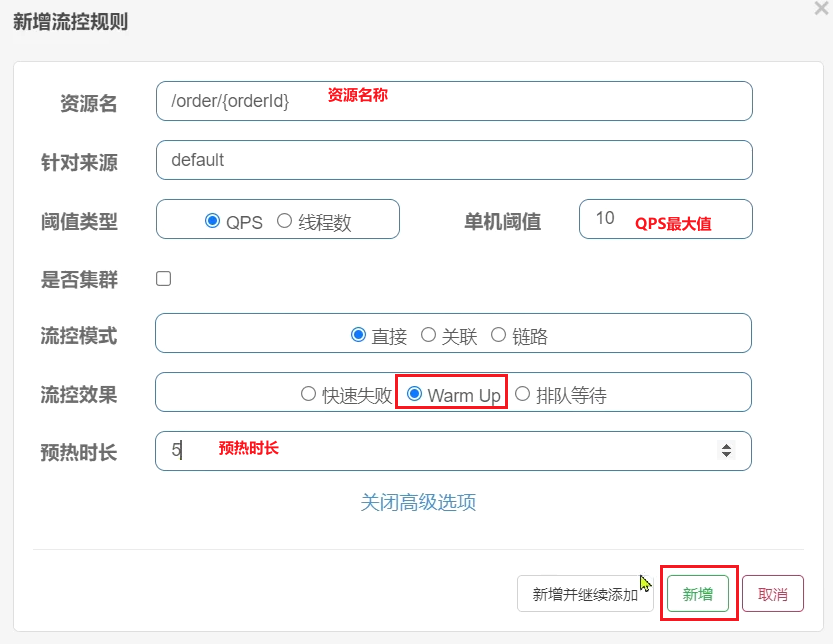 新增流控规则
资源名 /order/{orderId} 资源名称
针对来源 default
阈值类型 QPS 线程数 单机阈值 10 QPS最大值
是否集群
流控模式 直接 关联 链路
流控效果 快速失败 Warm Up 排队等待
预热时长 5 预热时长
关闭高级选项
新增并继续添加 新增 取消